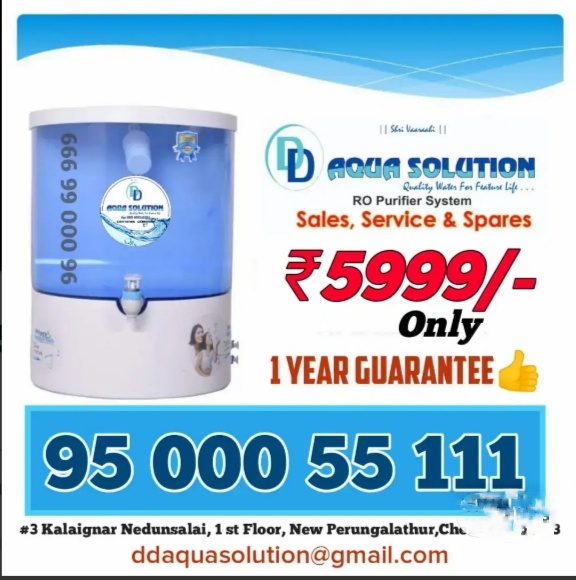 || Shri Vaaraahi ||
DD AQUA SOLUTION
Quality Water For Feature Life . . .
RO Purifier System
Sales, Service & Spares
96 000 66 999
DD
AQUA SOLUTION
₹5999/-
Only
1 YEAR GUARANTEE
95 000 55 111
#3 Kalaignar Nedunsalai, 1 st Floor, New Perungalathur,
ddaquasolution@gmail.com